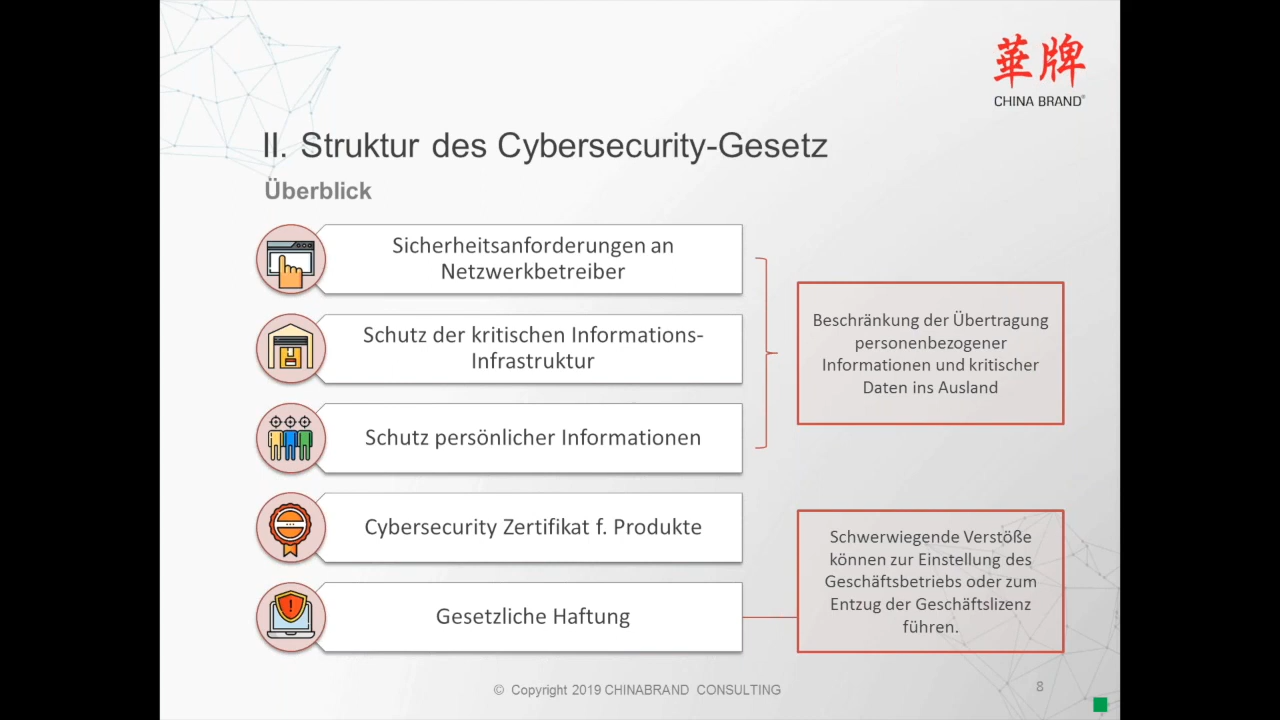 華牌
CHINA BRAND®
II. Struktur des Cybersecurity-Gesetz
Überblick
Sicherheitsanforderungen an
Netzwerkbetreiber
Schutz der kritischen Informations-
Infrastruktur
Schutz persönlicher Informationen
Cybersecurity Zertifikat f. Produkte
Gesetzliche Haftung
Beschränkung der Übertragung
personenbezogener
Informationen und kritischer
Daten ins Ausland
Schwerwiegende Verstöße
können zur Einstellung des
Geschäftsbetriebs oder zum
Entzug der Geschäftslizenz
führen.
© Copyright 2019 CHINABRAND CONSULTING
8